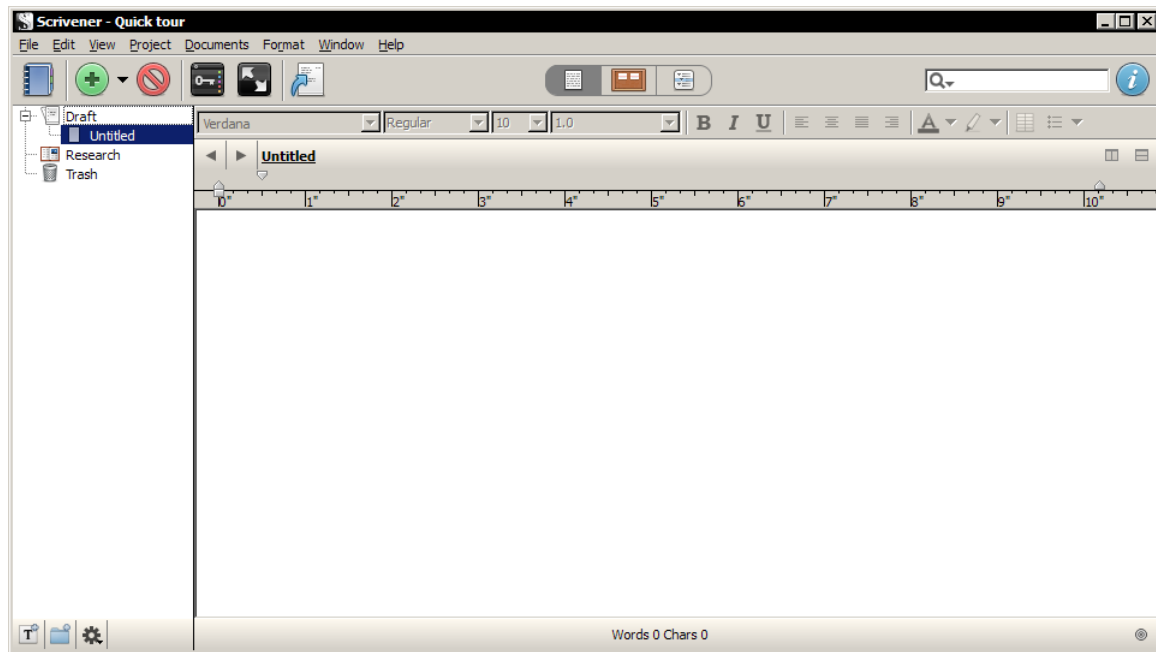 Scrivener - Quick tour
File Edit View Project Documents Format Window Help
Draft
Untitled
Research
Trash
Verdana Regular 10 1.0 B I U A
Untitled
0" 1" 2" 3" 4" 5" 6" 7" 8" 9" 10"
T
Words 0 Chars 0